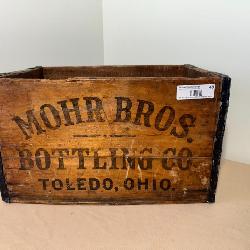 MOHR BROS.
BOTTLING CO.
TOLEDO, OHIO.